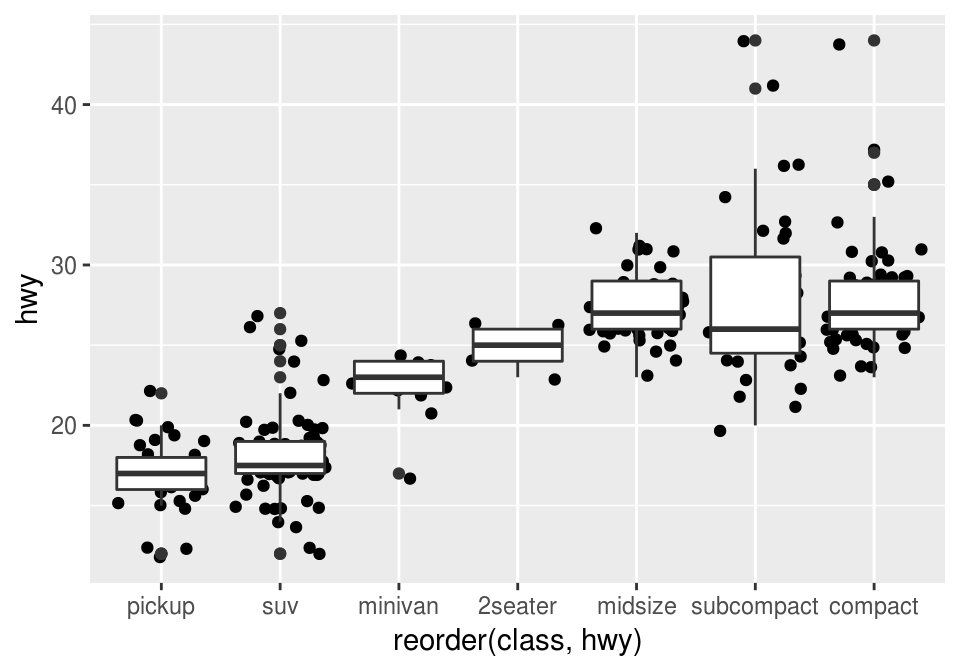 hwy
40
30
20
pickup suv minivan 2seater midsize subcompact compact
reorder(class, hwy)